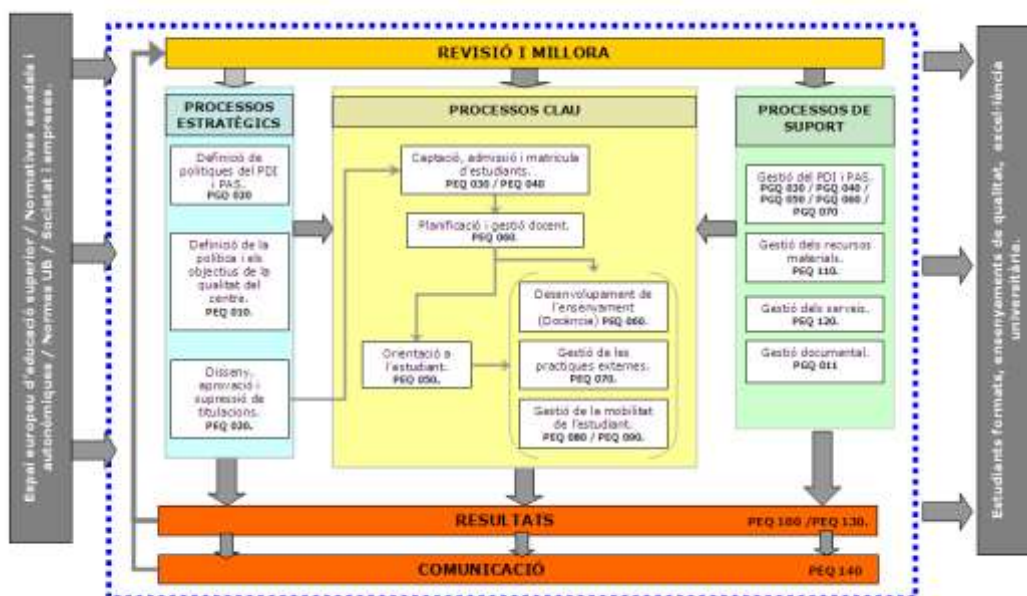 Espai europeu d'educació superior / Normatives estatals i
autonòmiques / Normes UB / Societat i empreses.
REVISIÓ I MILLORA
PROCESSOS
ESTRATÈGICS
Definició de
polítiques del PDI
i PAS.
PGQ 020
Definició de la
política i els
objectius de la
qualitat del
centre.
PEQ 010.
Disseny,
aprovació i
supressió de
titulacions.
PEQ 020.
PROCESSOS CLAU
Captació, admissió i matrícula
d'estudiants.
PEQ 030 / PEQ 040
Planificació i gestió docent.
PEQ 060.
Desenvolupament de
l'ensenyament
(Docència) PEQ 060.
Orientació a
l'estudiant.
PEQ 050.
Gestió de les
pràctiques externes.
PEQ 070.
Gestió de la mobilitat
de l'estudiant.
PEQ 080 / PEQ 090.
PROCESSOS DE
SUPORT
Gestió del PDI i PAS.
PGQ 030 / PGQ 040 /
PGQ 050 / PGQ 060 /
PGQ 070
Gestió dels recursos
materials.
PEQ 110.
Gestió dels serveis.
PEQ 120.
Gestió documental.
PGQ 011
RESULTATS
PEQ 100 /PEQ 130.
COMUNICACIÓ
PEQ 140
Estudiants formats, ensenyaments de qualitat, excel·lència
universitària.